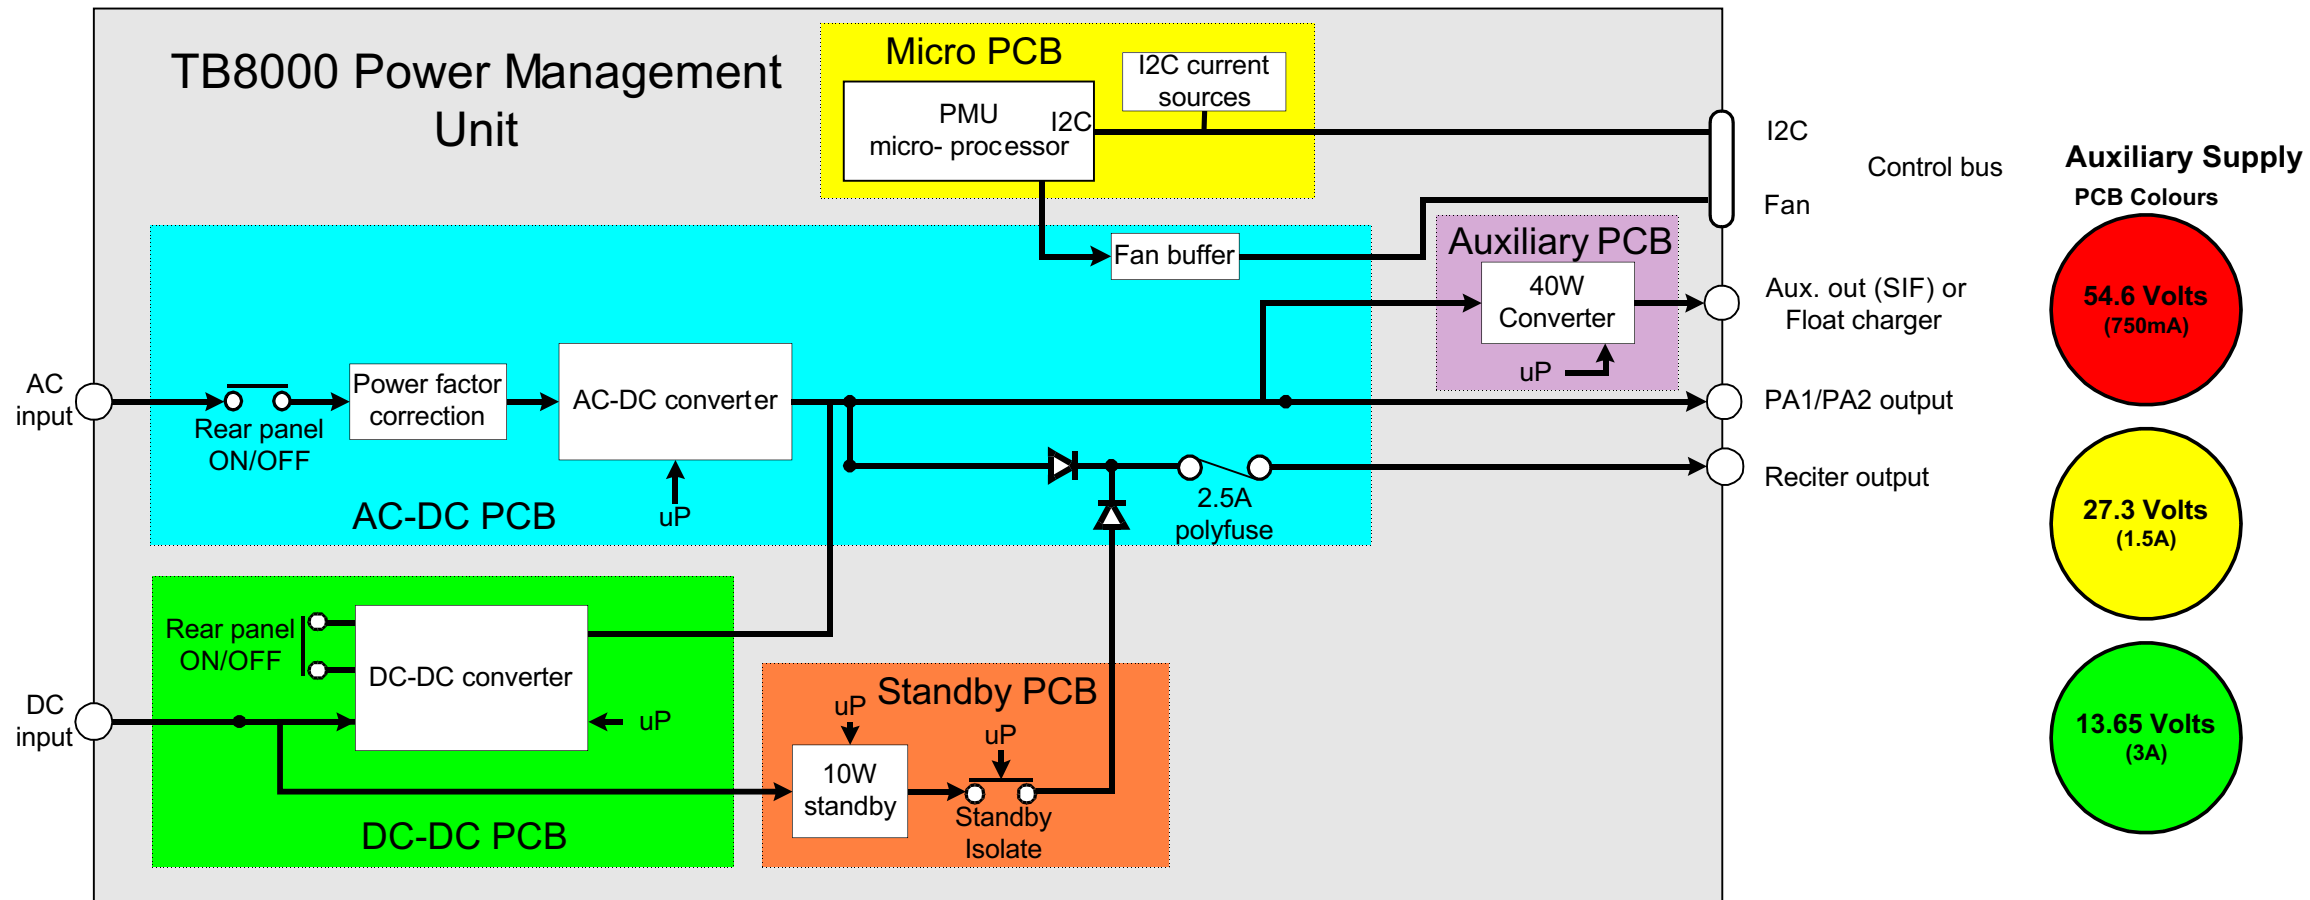 TB8000 Power Management
Unit
Micro PCB
I2C current
sources
PMU
I2C
micro- processor
I2C
Control bus
Fan
Auxiliary Supply
PCB Colours
54.6 Volts
(750mA)
27.3 Volts
(1.5A)
13.65 Volts
(3A)
Fan buffer
Auxiliary PCB
40W
Converter
uP
Aux. out (SIF) or
Float charger
AC
input
Rear panel
ON/OFF
Power factor
correction
AC-DC converter
uP
AC-DC PCB
2.5A
polyfuse
PA1/PA2 output
Reciter output
Rear panel
ON/OFF
DC-DC converter
uP
DC
input
DC-DC PCB
Standby PCB
uP
uP
10W
standby
Standby
Isolate